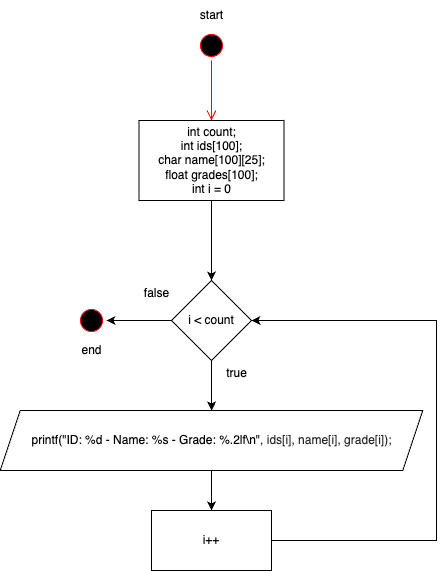 start
int count;
int ids[100];
char name[100][25];
float grades[100];
int i = 0
false
i < count
end
true
printf("ID: %d - Name: %s - Grade: %.2lf\n", ids[i], name[i], grade[i]);
i++